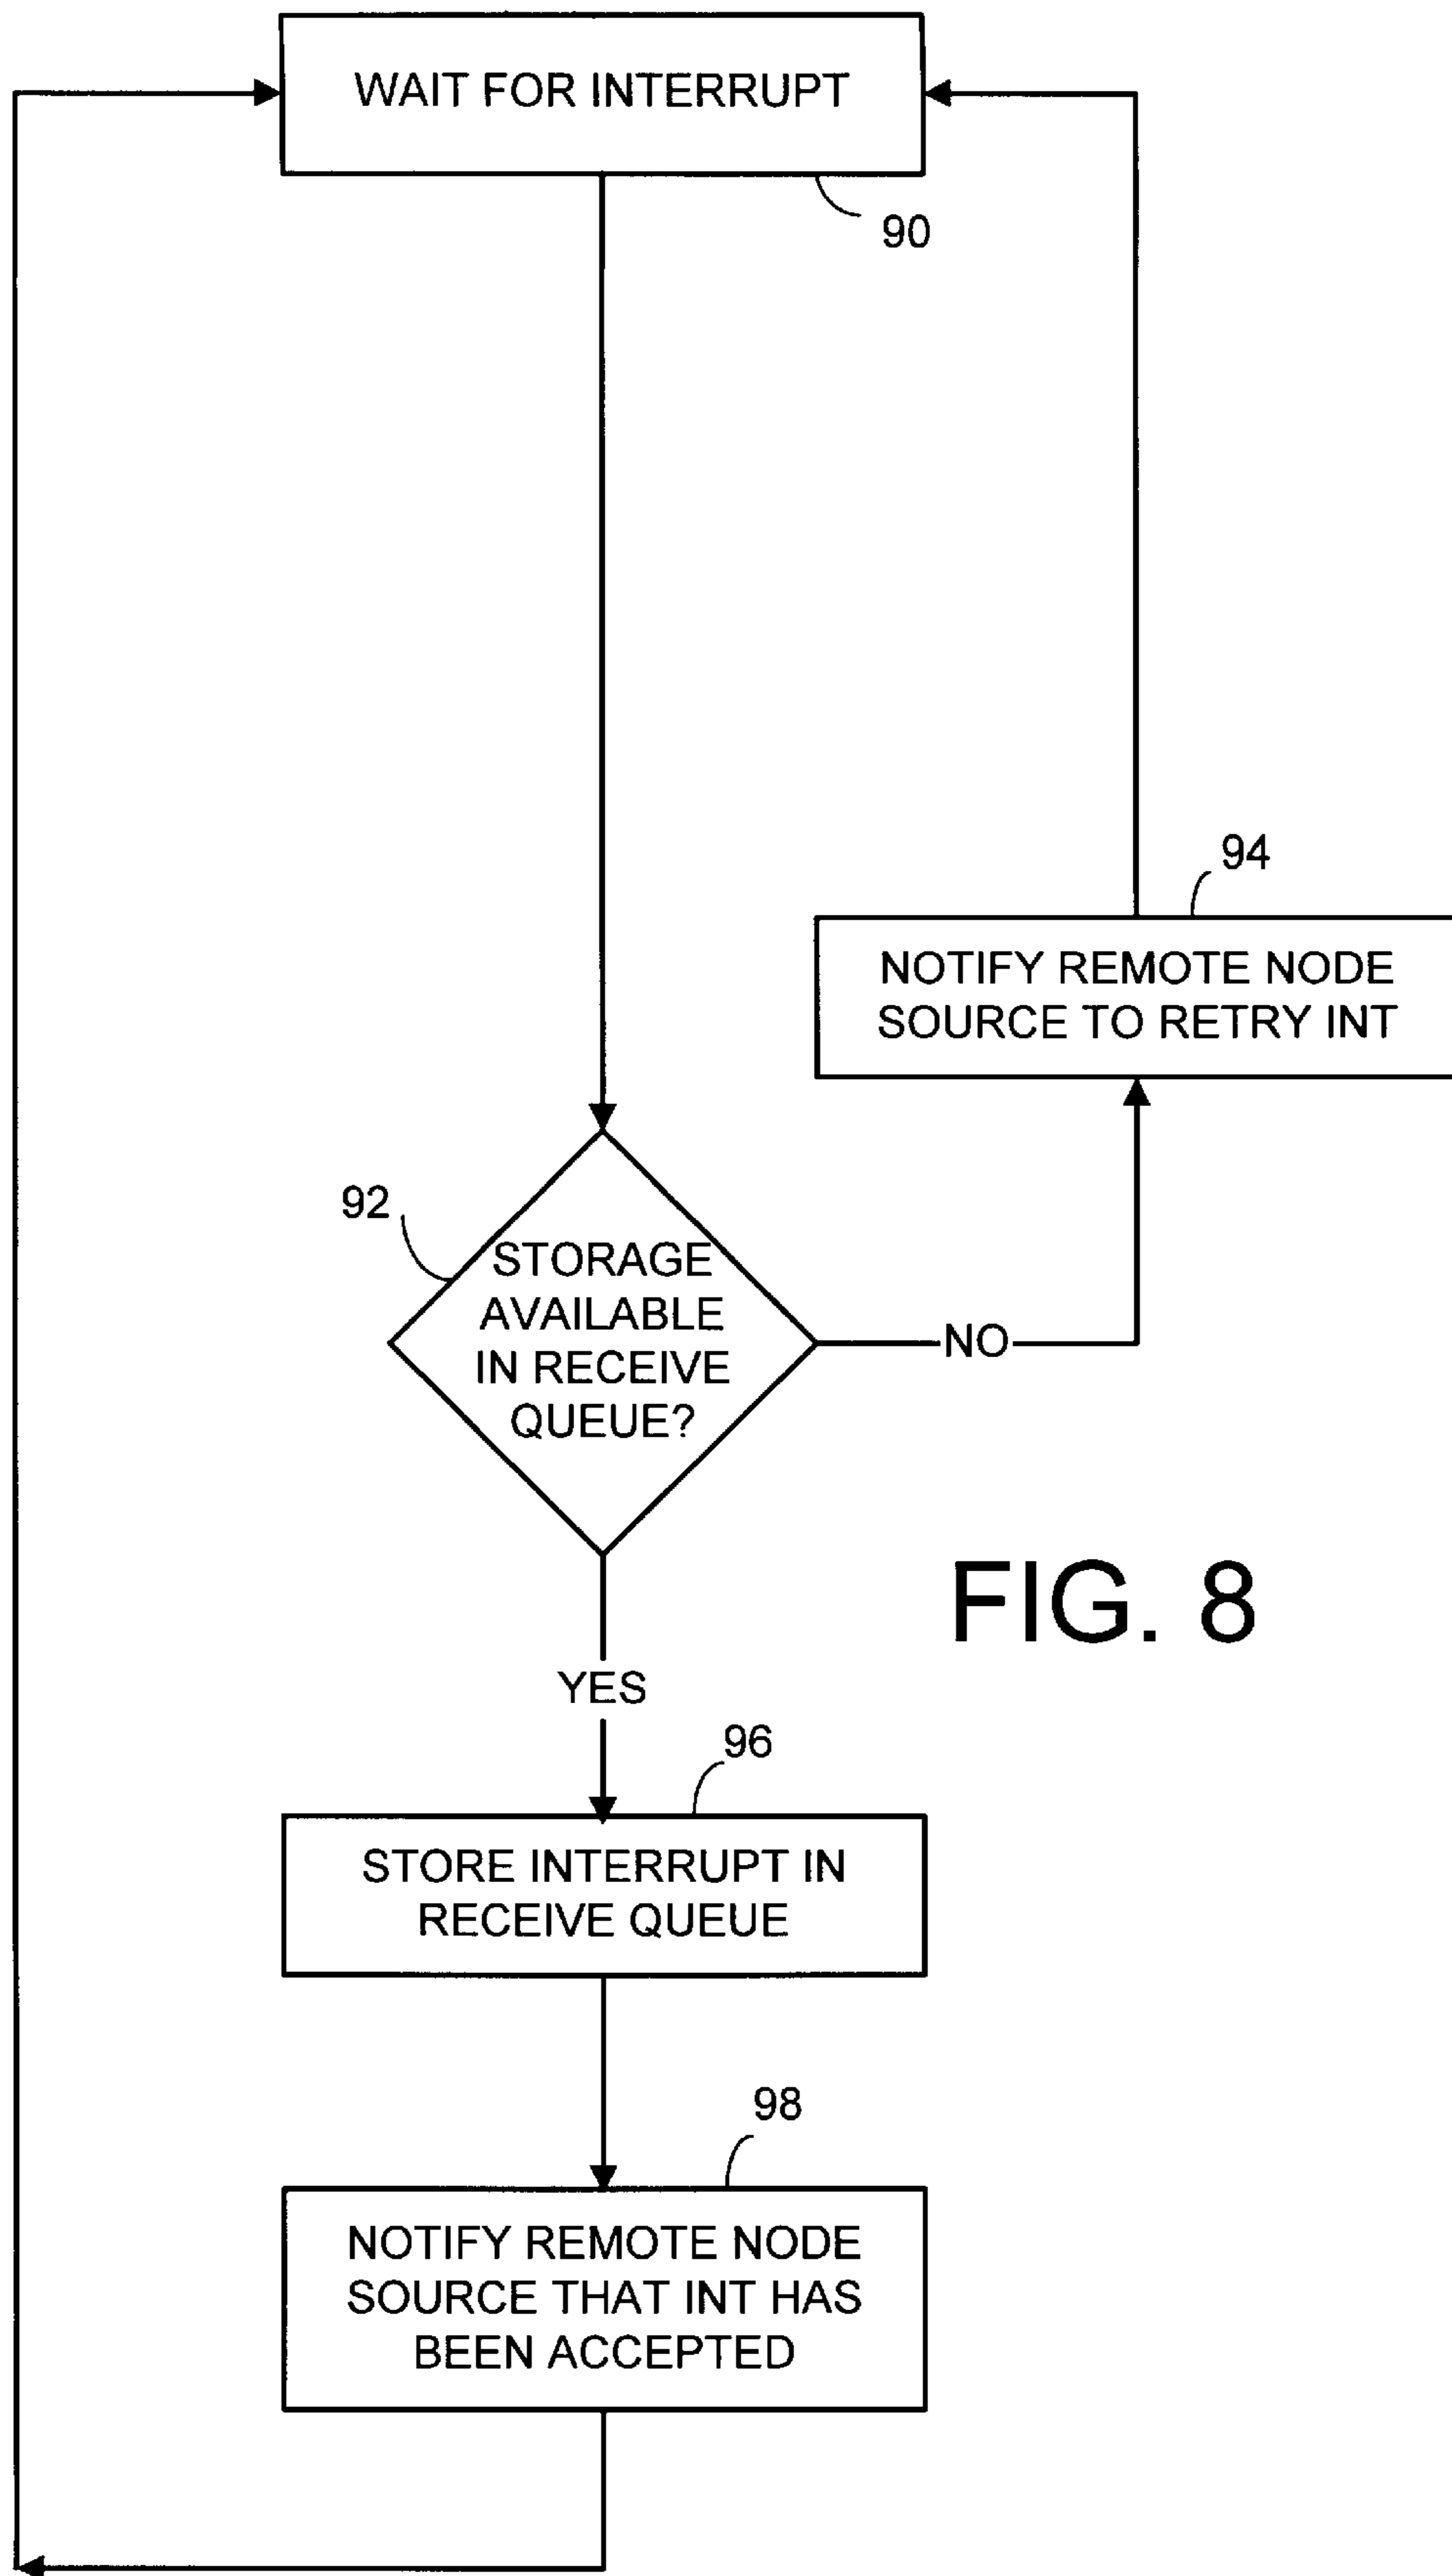 WAIT FOR INTERRUPT
90
94
NOTIFY REMOTE NODE
SOURCE TO RETRY INT
92
STORAGE
AVAILABLE
IN RECEIVE
QUEUE?
NO
FIG. 8
YES
96
STORE INTERRUPT IN
RECEIVE QUEUE
98
NOTIFY REMOTE NODE
SOURCE THAT INT HAS
BEEN ACCEPTED